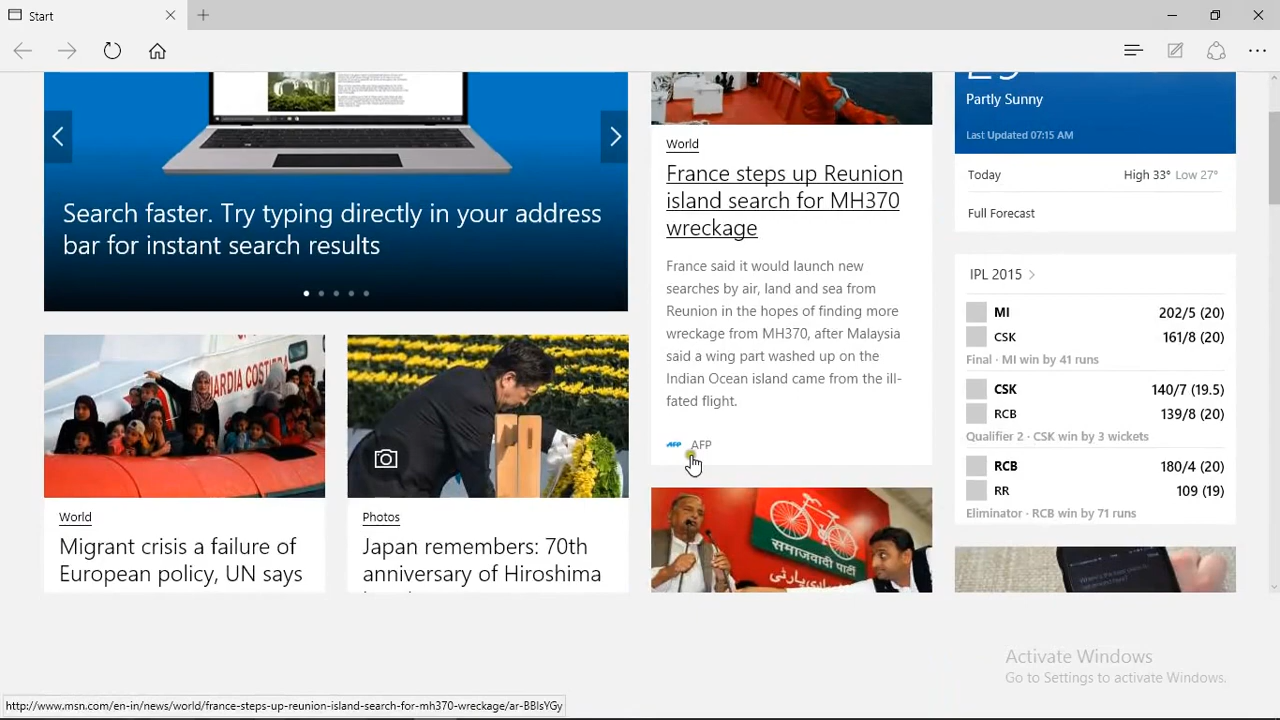 Start
Search faster. Try typing directly in your address
bar for instant search results
World
France steps up Reunion
island search for MH370
wreckage
France said it would launch new
searches by air, land and sea from
Reunion in the hopes of finding more
wreckage from MH370, after Malaysia
said a wing part washed up on the
Indian Ocean island came from the ill-
fated flight.
AFP AFP
Partly Sunny
Last Updated 07:15 AM
Today High 33° Low 27°
Full Forecast
IPL 2015
MI 202/5 (20)
CSK 161/8 (20)
Final · MI win by 41 runs
CSK 140/7 (19.5)
RCB 139/8 (20)
Qualifier 2 · CSK win by 3 wickets
RCB 180/4 (20)
RR 109 (19)
Eliminator · RCB win by 71 runs
GUARDIA COSTIERA
World
Migrant crisis a failure of
European policy, UN says
Photos
Japan remembers: 70th
anniversary of Hiroshima
समाजवादी पार्टी
Activate Windows
Go to Settings to activate Windows.
http://www.msn.com/en-in/news/world/france-steps-up-reunion-island-search-for-mh370-wreckage/ar-BBlsYGy